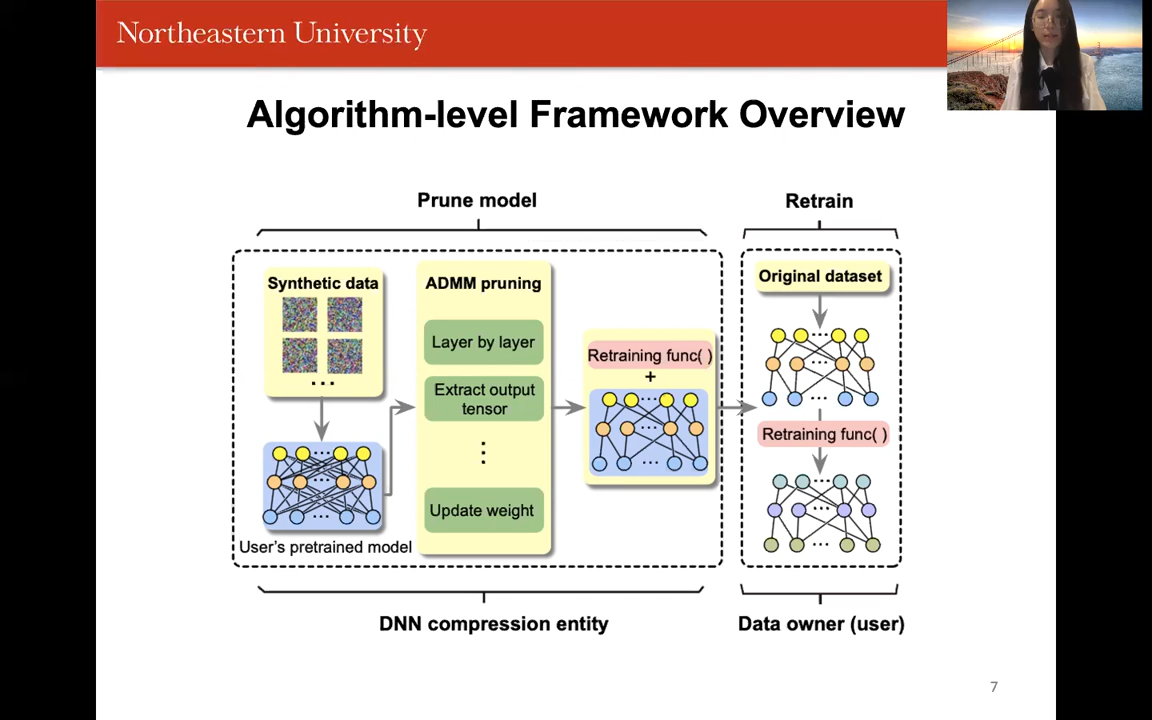 Northeastern University
Algorithm-level Framework Overview
Prune model
Retrain
Synthetic data
...
User's pretrained model
ADMM pruning
Layer by layer
Extract output
tensor
Update weight
Retraining func( )
+
Original dataset
Retraining func( )
DNN compression entity
Data owner (user)
7